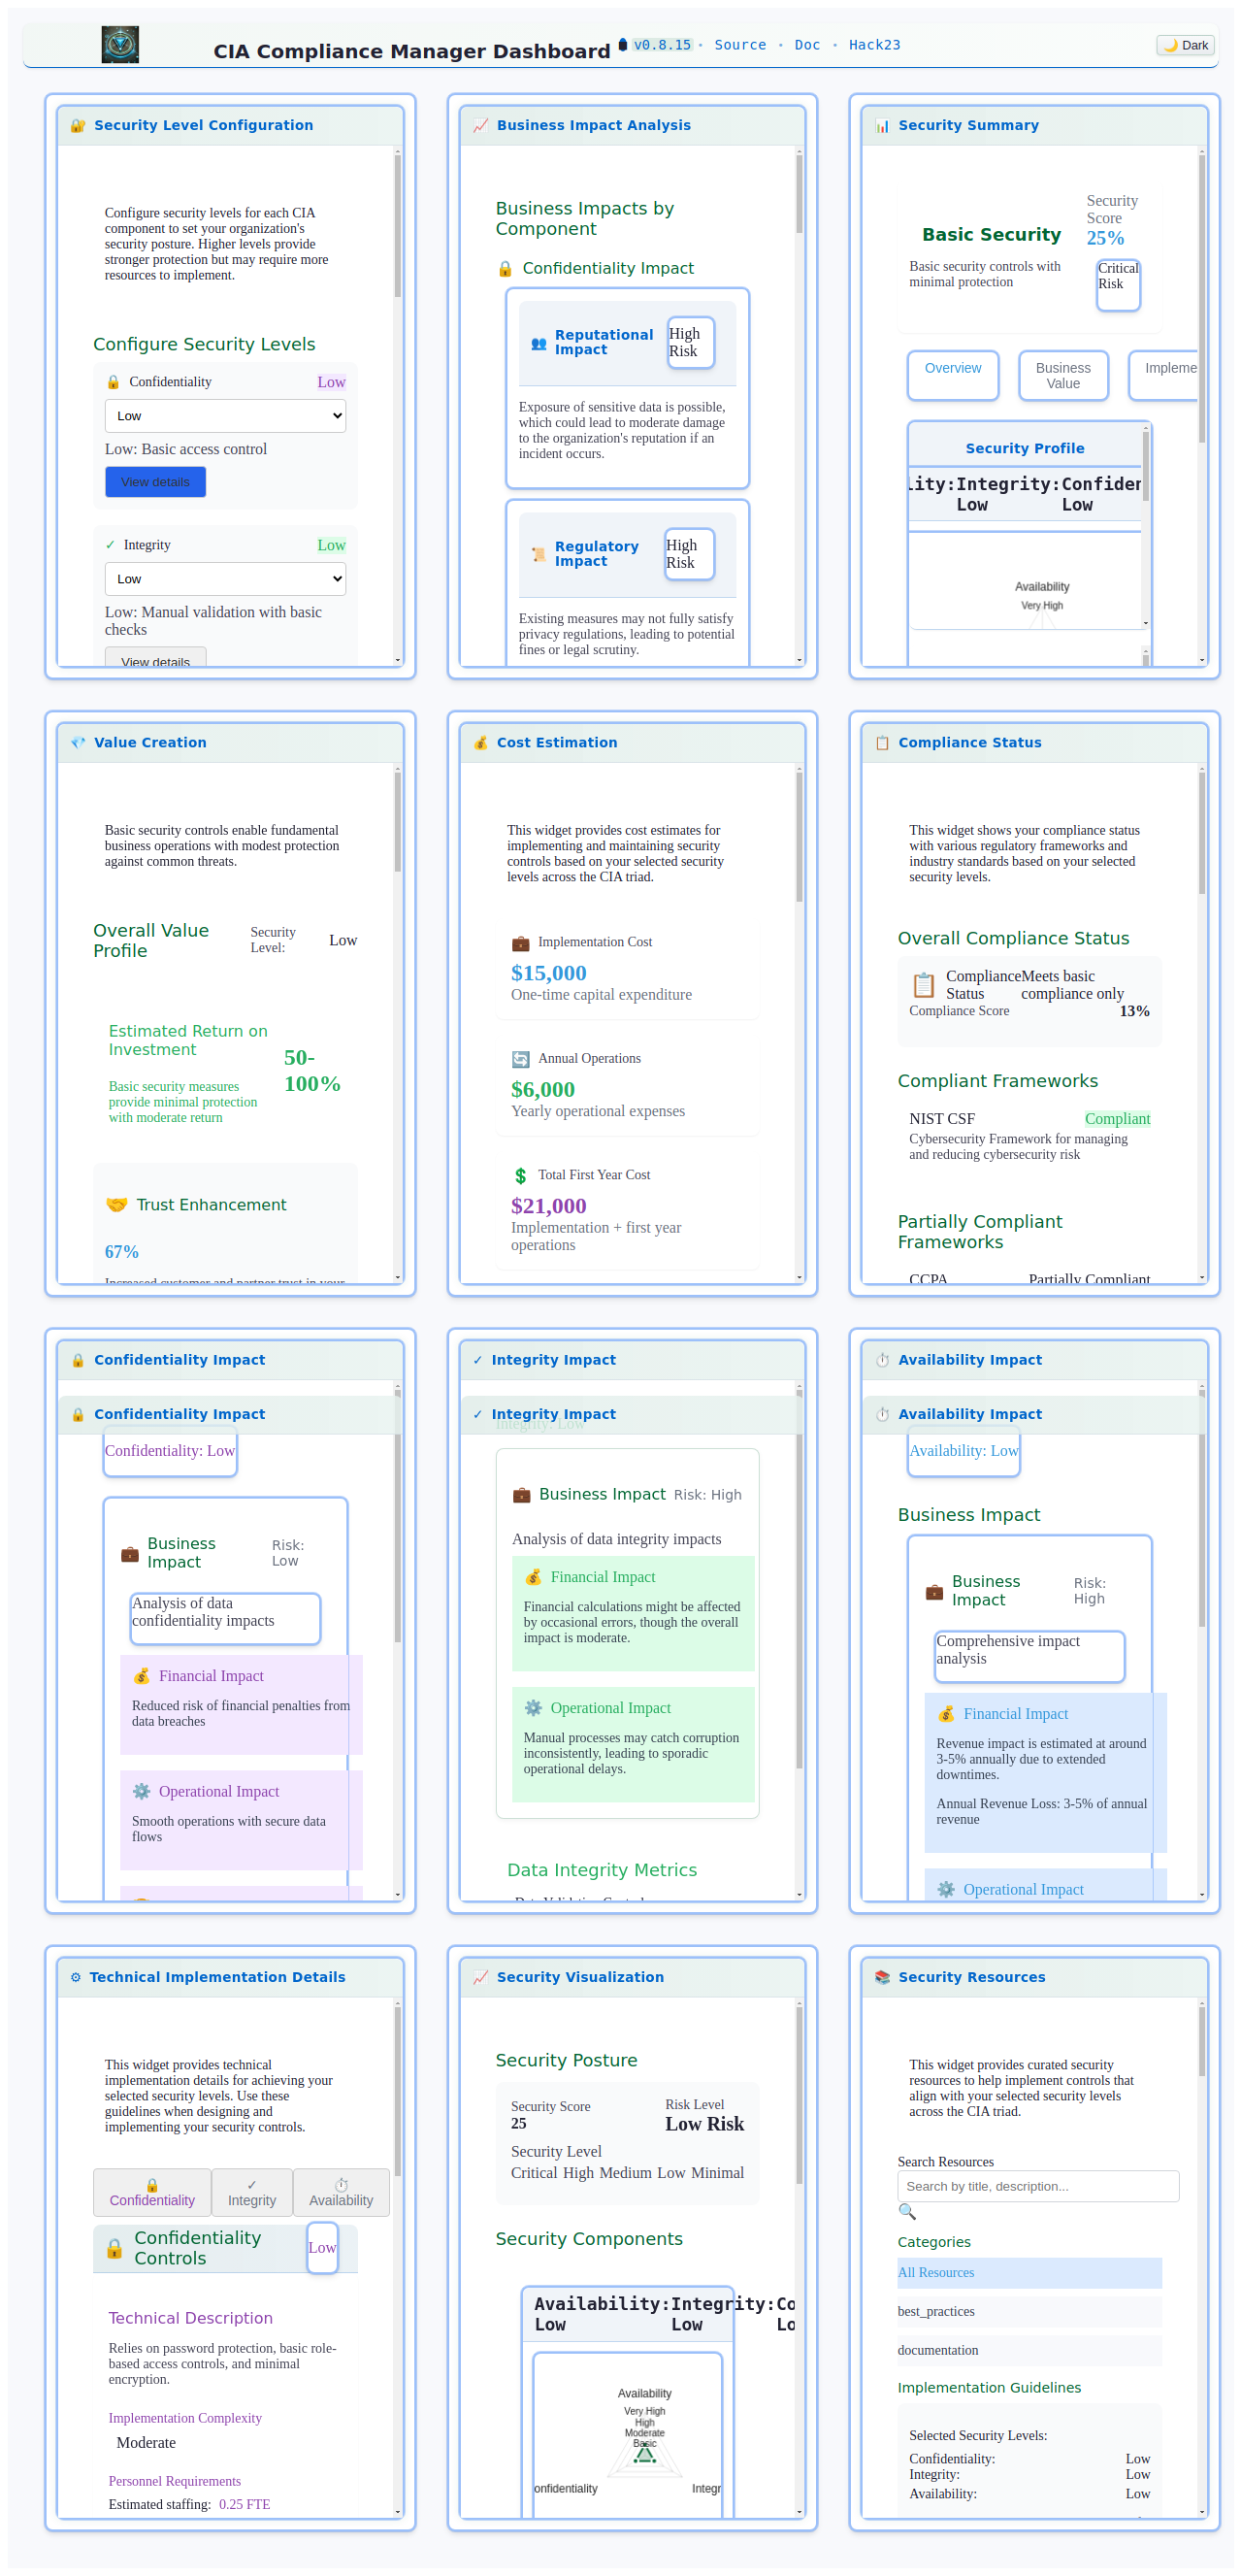 CIA Compliance Manager Dashboard v0.8.15 • Source • Doc • Hack23
🌙 Dark
🔐 Security Level Configuration
Configure security levels for each CIA
component to set your organization's
security posture. Higher levels provide
stronger protection but may require more
resources to implement.
Configure Security Levels
🔒 Confidentiality Low
Low
Low: Basic access control
View details
✓ Integrity Low
Low
Low: Manual validation with basic
checks
View details
📈 Business Impact Analysis
Business Impacts by
Component
🔒 Confidentiality Impact
👥 Reputational
Impact
High
Risk
Exposure of sensitive data is possible,
which could lead to moderate damage
to the organization's reputation if an
incident occurs.
📜 Regulatory
Impact
High
Risk
Existing measures may not fully satisfy
privacy regulations, leading to potential
fines or legal scrutiny.
📊 Security Summary
Basic Security
Basic security controls with
minimal protection
Security
Score
25%
Critical
Risk
Overview
Business
Value
Impleme
Security Profile
lity:Integrity:Confiden
Low Low
Availability
Very High
💎 Value Creation
Basic security controls enable fundamental
business operations with modest protection
against common threats.
Overall Value
Profile
Security
Level:
Low
Estimated Return on
Investment
Basic security measures
provide minimal protection
with moderate return
50-
100%
🤝 Trust Enhancement
67%
Increased customer and partner trust in your
💰 Cost Estimation
This widget provides cost estimates for
implementing and maintaining security
controls based on your selected security
levels across the CIA triad.
💼 Implementation Cost
$15,000
One-time capital expenditure
🔄 Annual Operations
$6,000
Yearly operational expenses
💲 Total First Year Cost
$21,000
Implementation + first year
operations
📋 Compliance Status
This widget shows your compliance status
with various regulatory frameworks and
industry standards based on your selected
security levels.
Overall Compliance Status
📋 Compliance
Status
Meets basic
compliance only
Compliance Score 13%
Compliant Frameworks
NIST CSF Compliant
Cybersecurity Framework for managing
and reducing cybersecurity risk
Partially Compliant
Frameworks
CCPA Partially Compliant
🔒 Confidentiality Impact
🔒 Confidentiality Impact
Confidentiality: Low
💼 Business
Impact
Risk:
Low
Analysis of data
confidentiality impacts
💰 Financial Impact
Reduced risk of financial penalties from
data breaches
⚙️ Operational Impact
Smooth operations with secure data
flows
✓ Integrity Impact
✓ Integrity Impact
Integrity: Low
💼 Business Impact Risk: High
Analysis of data integrity impacts
💰 Financial Impact
Financial calculations might be affected
by occasional errors, though the overall
impact is moderate.
⚙️ Operational Impact
Manual processes may catch corruption
inconsistently, leading to sporadic
operational delays.
Data Integrity Metrics
⏱️ Availability Impact
⏱️ Availability Impact
Availability: Low
Business Impact
💼 Business
Impact
Risk:
High
Comprehensive impact
analysis
💰 Financial Impact
Revenue impact is estimated at around
3-5% annually due to extended
downtimes.
Annual Revenue Loss: 3-5% of annual
revenue
⚙️ Operational Impact
⚙ Technical Implementation Details
This widget provides technical
implementation details for achieving your
selected security levels. Use these
guidelines when designing and
implementing your security controls.
🔒
Confidentiality
✓
Integrity
⏱️
Availability
🔒 Confidentiality
Controls
Low
Technical Description
Relies on password protection, basic role-
based access controls, and minimal
encryption.
Implementation Complexity
Moderate
Personnel Requirements
Estimated staffing: 0.25 FTE
📈 Security Visualization
Security Posture
Security Score
25
Risk Level
Low Risk
Security Level
Critical High Medium Low Minimal
Security Components
Availability:Integrity:Co
Low Low Lo
Availability
Very High
High
Moderate
Basic
onfidentiality Integr
📚 Security Resources
This widget provides curated security
resources to help implement controls that
align with your selected security levels
across the CIA triad.
Search Resources
Search by title, description...
🔍
Categories
All Resources
best_practices
documentation
Implementation Guidelines
Selected Security Levels:
Confidentiality: Low
Integrity: Low
Availability: Low